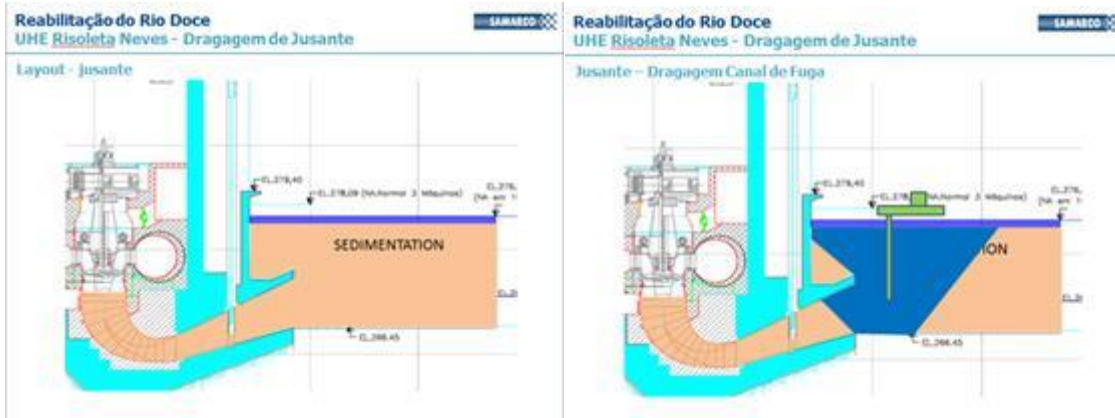 Reabilitação do Rio Doce
SAMARCO
UHE Risoleta Neves - Dragagem de Jusante
Layout - Jusante
EL.278,40
EL.278,09 (NA.Normal 3 Máquinas)
SEDIMENTATION
EL.266.45
Reabilitação do Rio Doce
SAMARCO
UHE Risoleta Neves - Dragagem de Jusante
Jusante – Dragagem Canal de Fuga
EL.278,40
EL.266.45